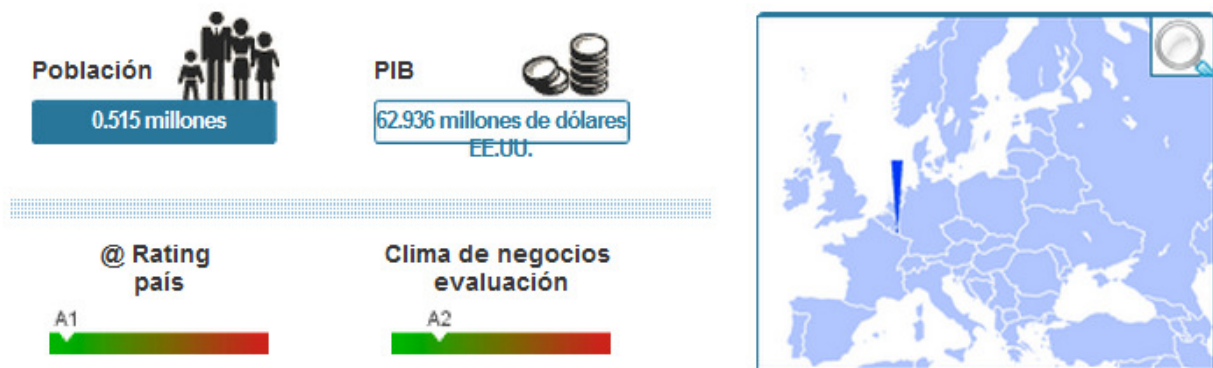 Población
PIB
0.515 millones
62.936 millones de dólares
EE.UU.
@ Rating
país
Clima de negocios
evaluación
A1
A2